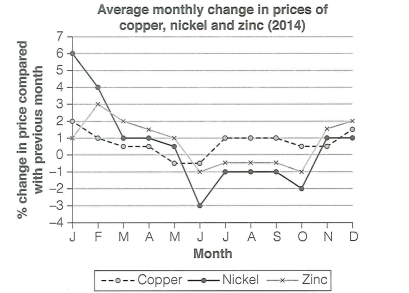 Average monthly change in prices of
copper, nickel and zinc (2014)
% change in price compared
with previous month
7
6
5
4
3
2
1
0
–1
–2
–3
–4
J F M A M J J A S O N D
Month
Copper Nickel Zinc